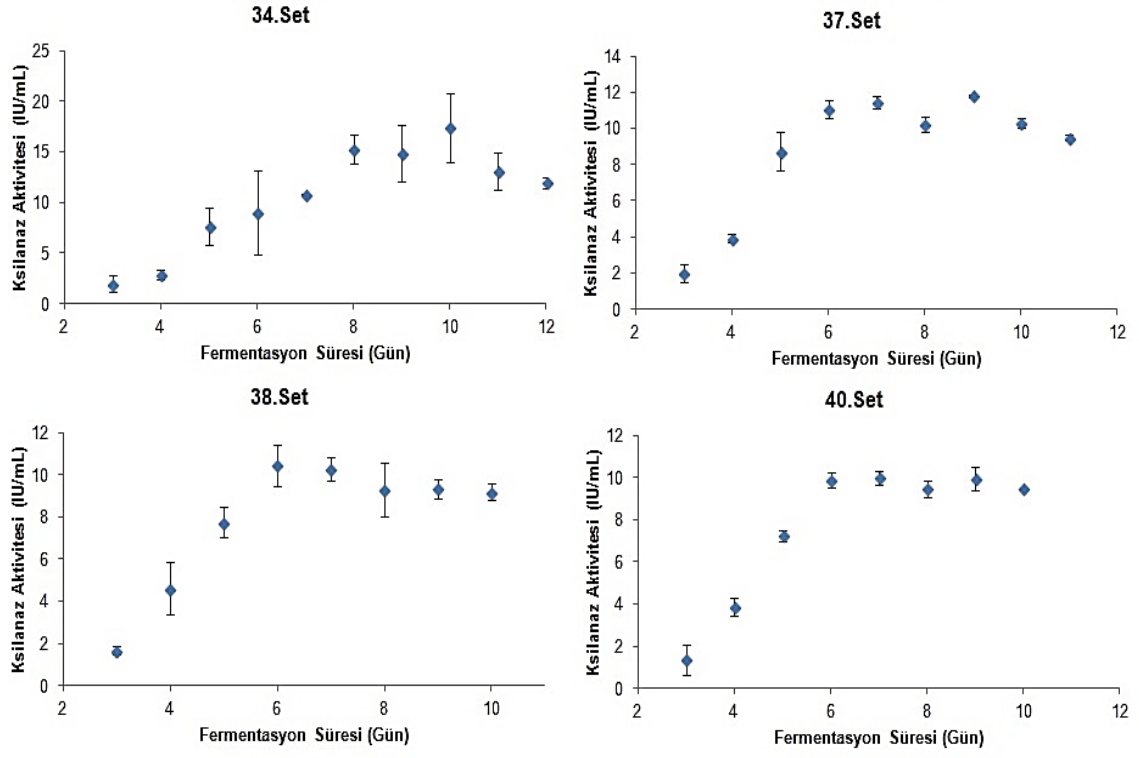 34.Set
Ksilanaz Aktivitesi (IU/mL)
25
20
15
10
5
0
2 4 6 8 10 12
Fermentasyon Süresi (Gün)
37.Set
Ksilanaz Aktivitesi (IU/mL)
14
12
10
8
6
4
2
0
2 4 6 8 10 12
Fermentasyon Süresi (Gün)
38.Set
Ksilanaz Aktivitesi (IU/mL)
12
10
8
6
4
2
0
2 4 6 8 10
Fermentasyon Süresi (Gün)
40.Set
Ksilanaz Aktivitesi (IU/mL)
12
10
8
6
4
2
0
2 4 6 8 10 12
Fermentasyon Süresi (Gün)